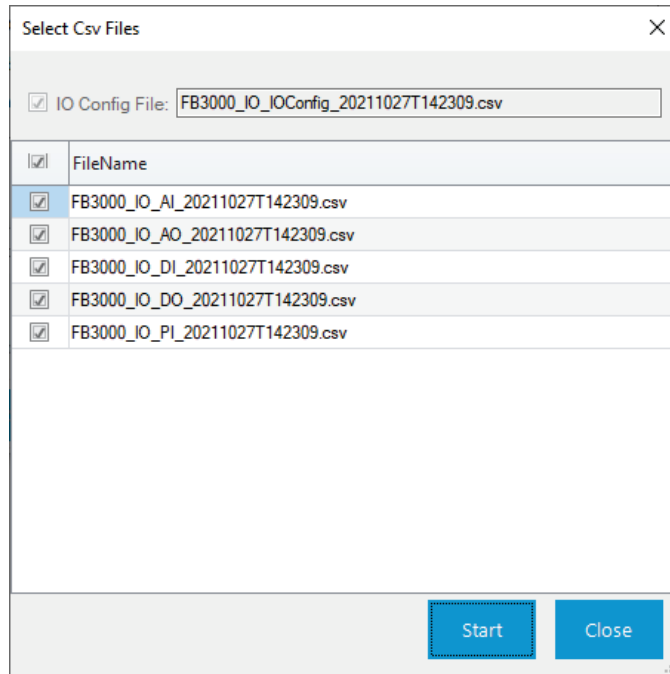 Select Csv Files
IO Config File: FB3000_IO_IOConfig_20211027T142309.csv
FileName
FB3000_IO_AI_20211027T142309.csv
FB3000_IO_AO_20211027T142309.csv
FB3000_IO_DI_20211027T142309.csv
FB3000_IO_DO_20211027T142309.csv
FB3000_IO_PI_20211027T142309.csv
Start Close